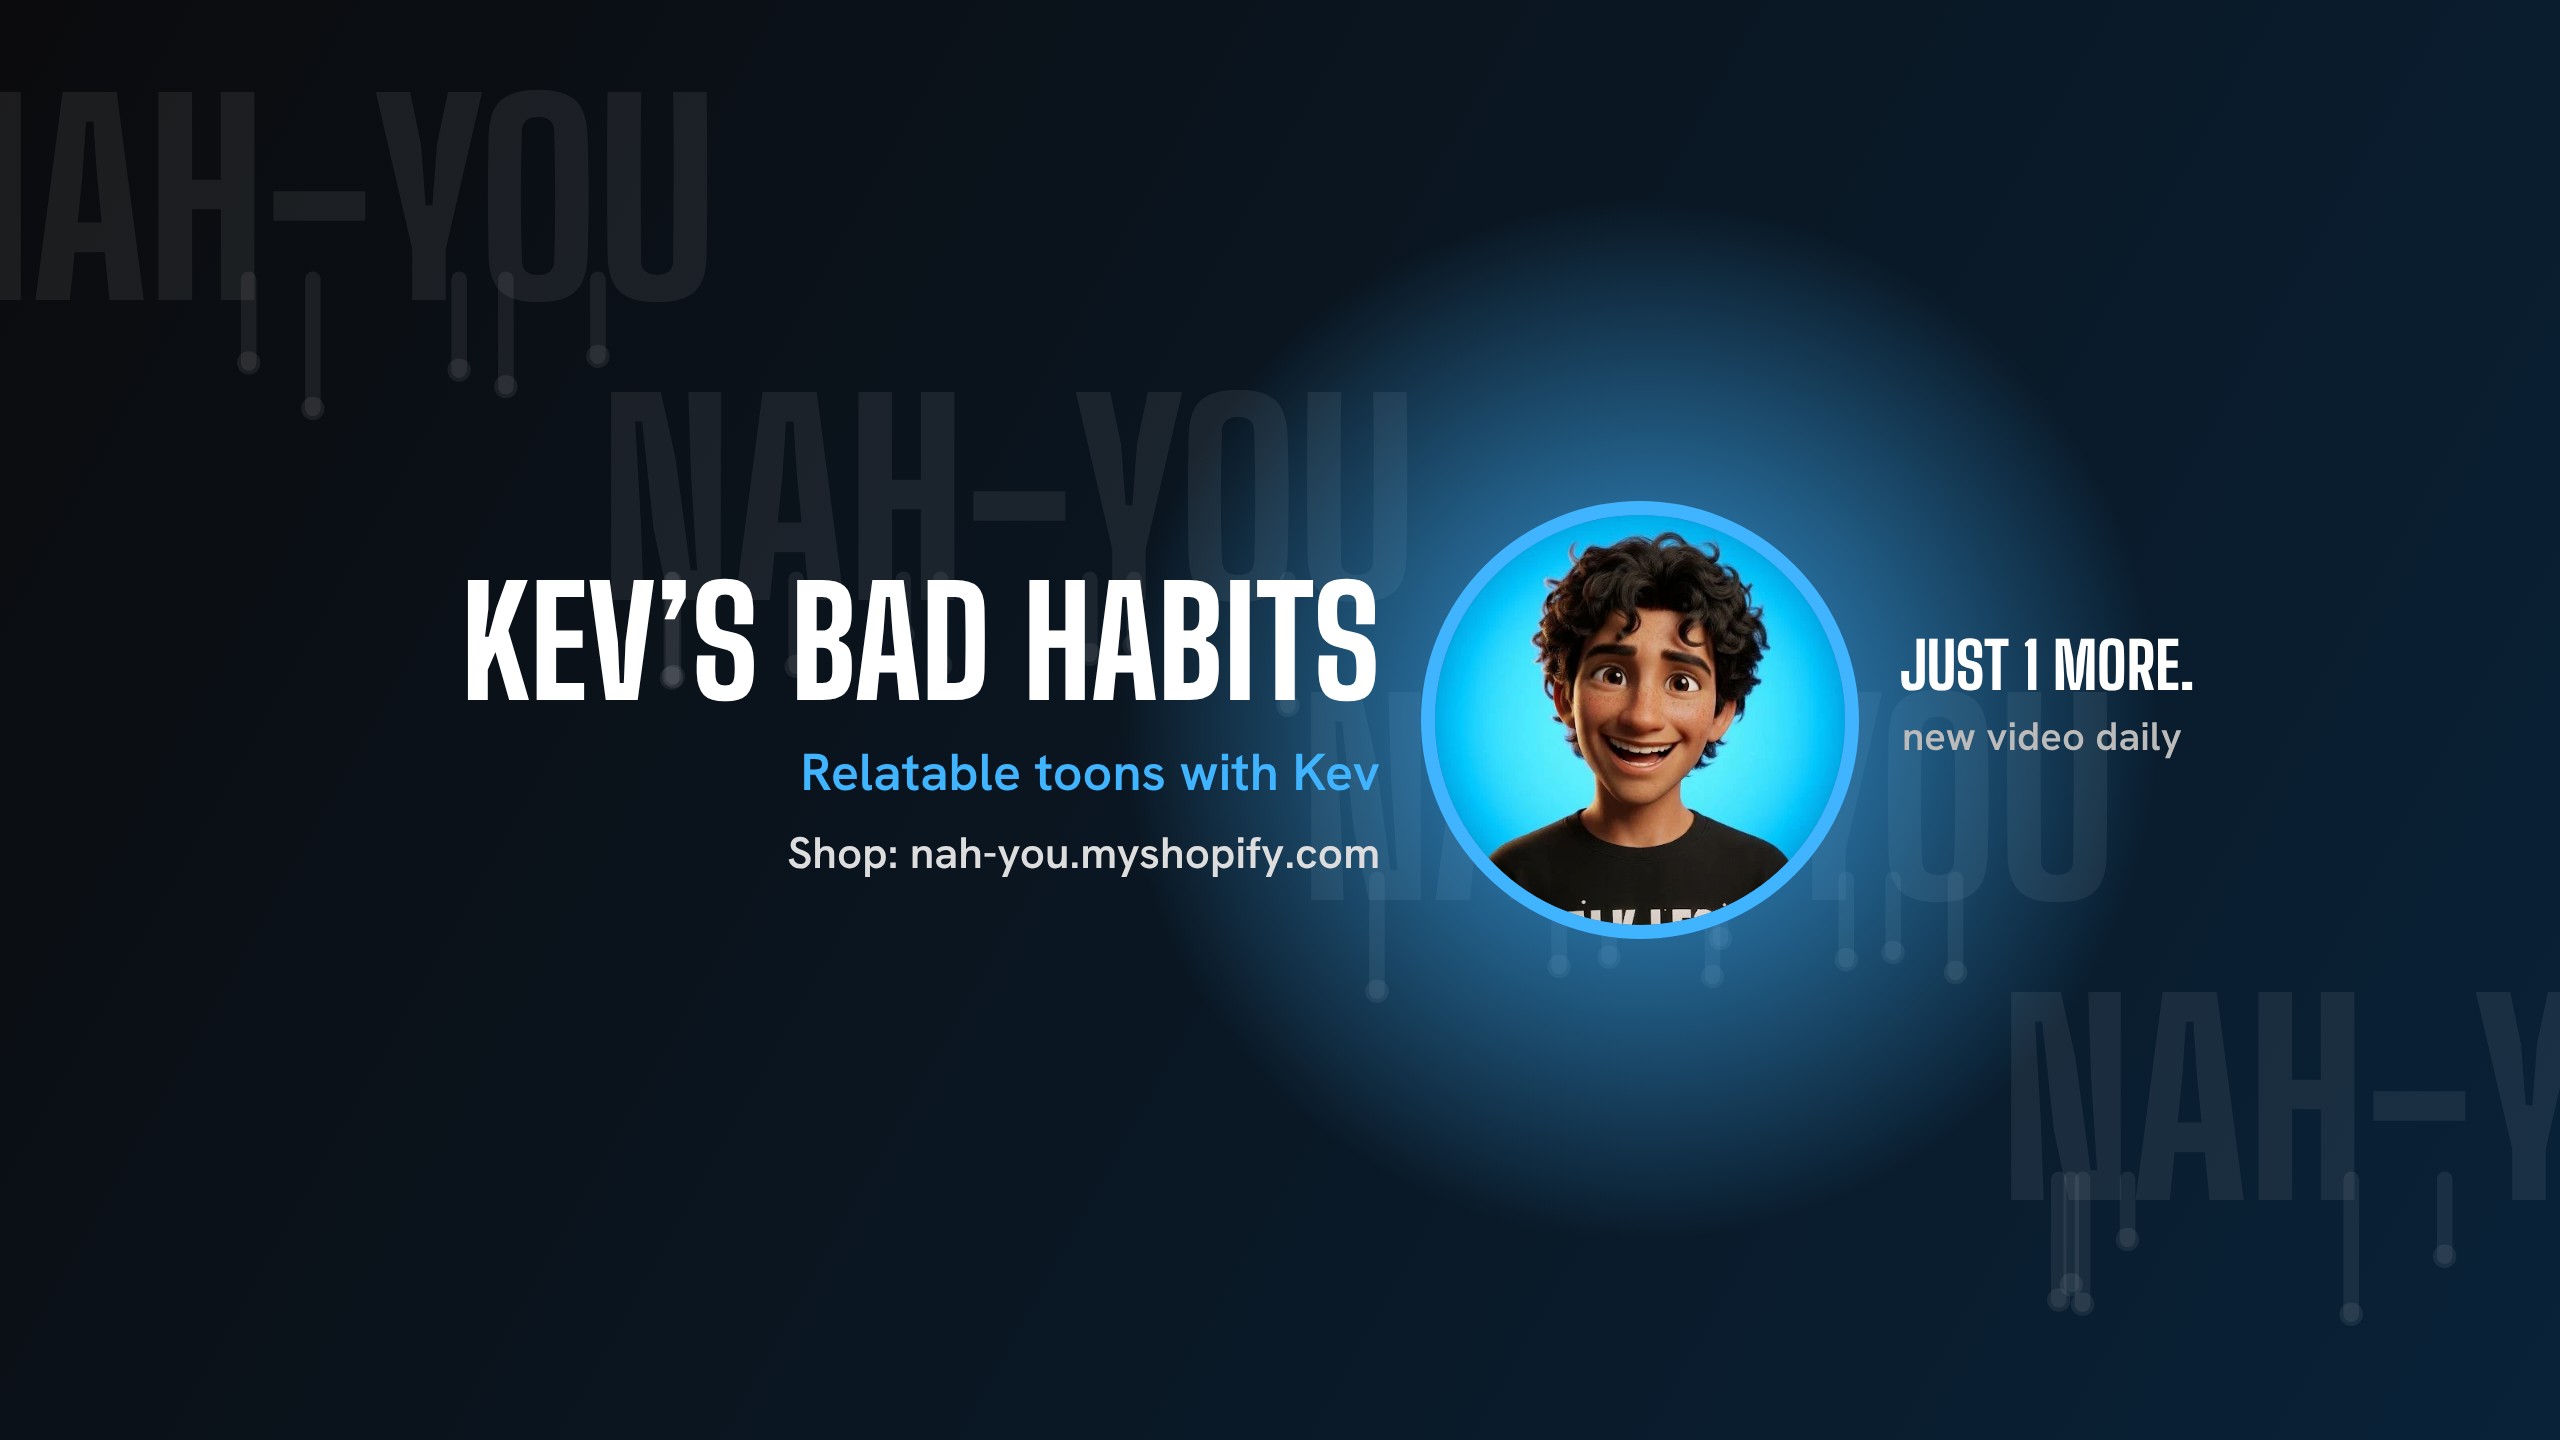 NAH-YOU
NAH-YOU
KEV'S BAD HABITS
Relatable toons with Kev
Shop: nah-you.myshopify.com
JUST 1 MORE.
new video daily
YOU
NAH-Y